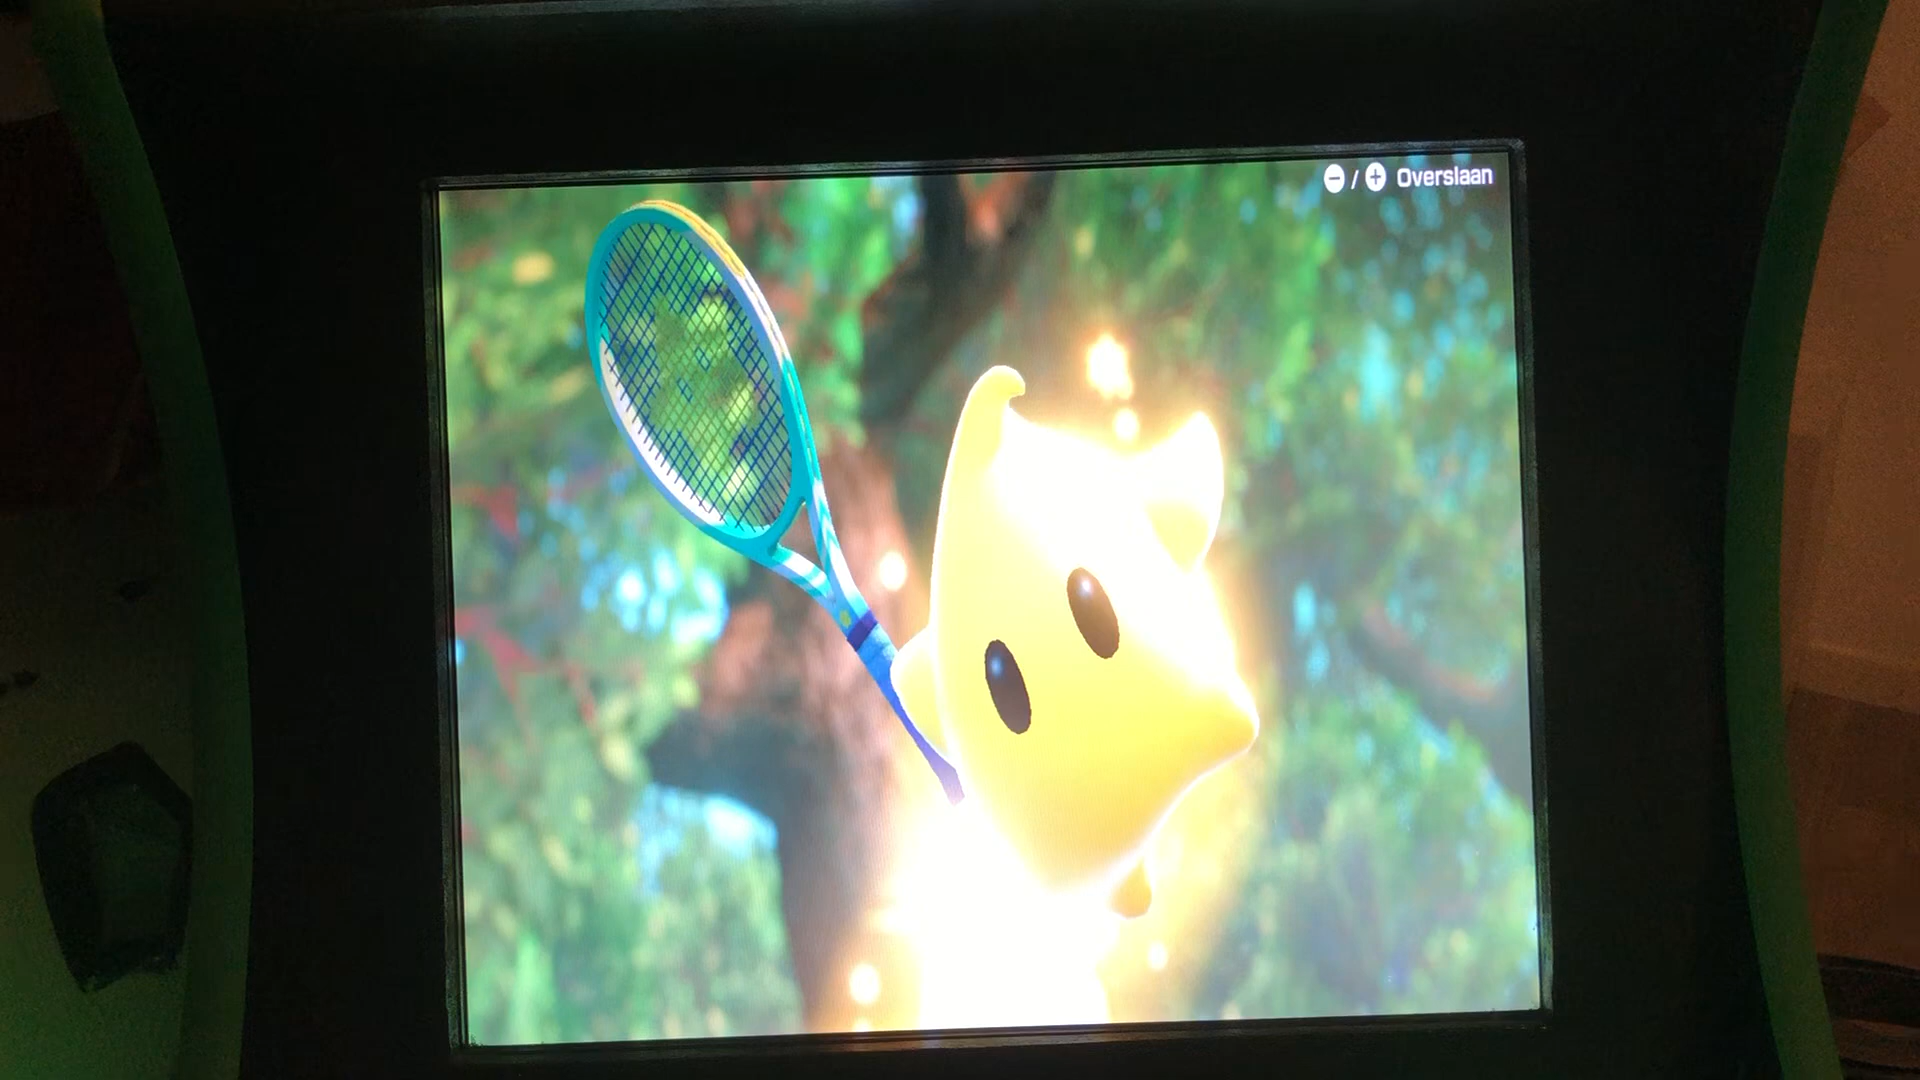 − / + Overslaan